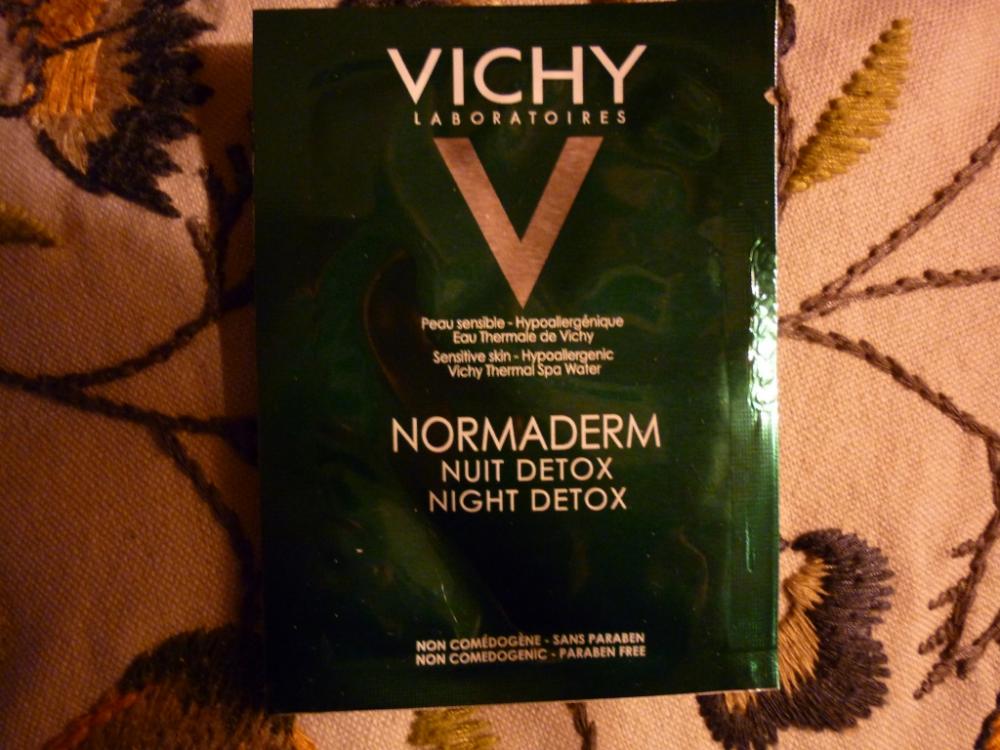 VICHY
LABORATOIRES
V
Peau sensible - Hypoallergénique
Eau Thermale de Vichy
Sensitive skin - Hypoallergenic
Vichy Thermal Spa Water
NORMADERM
NUIT DETOX
NIGHT DETOX
NON COMÉDOGÈNE - SANS PARABEN
NON COMEDOGENIC - PARABEN FREE